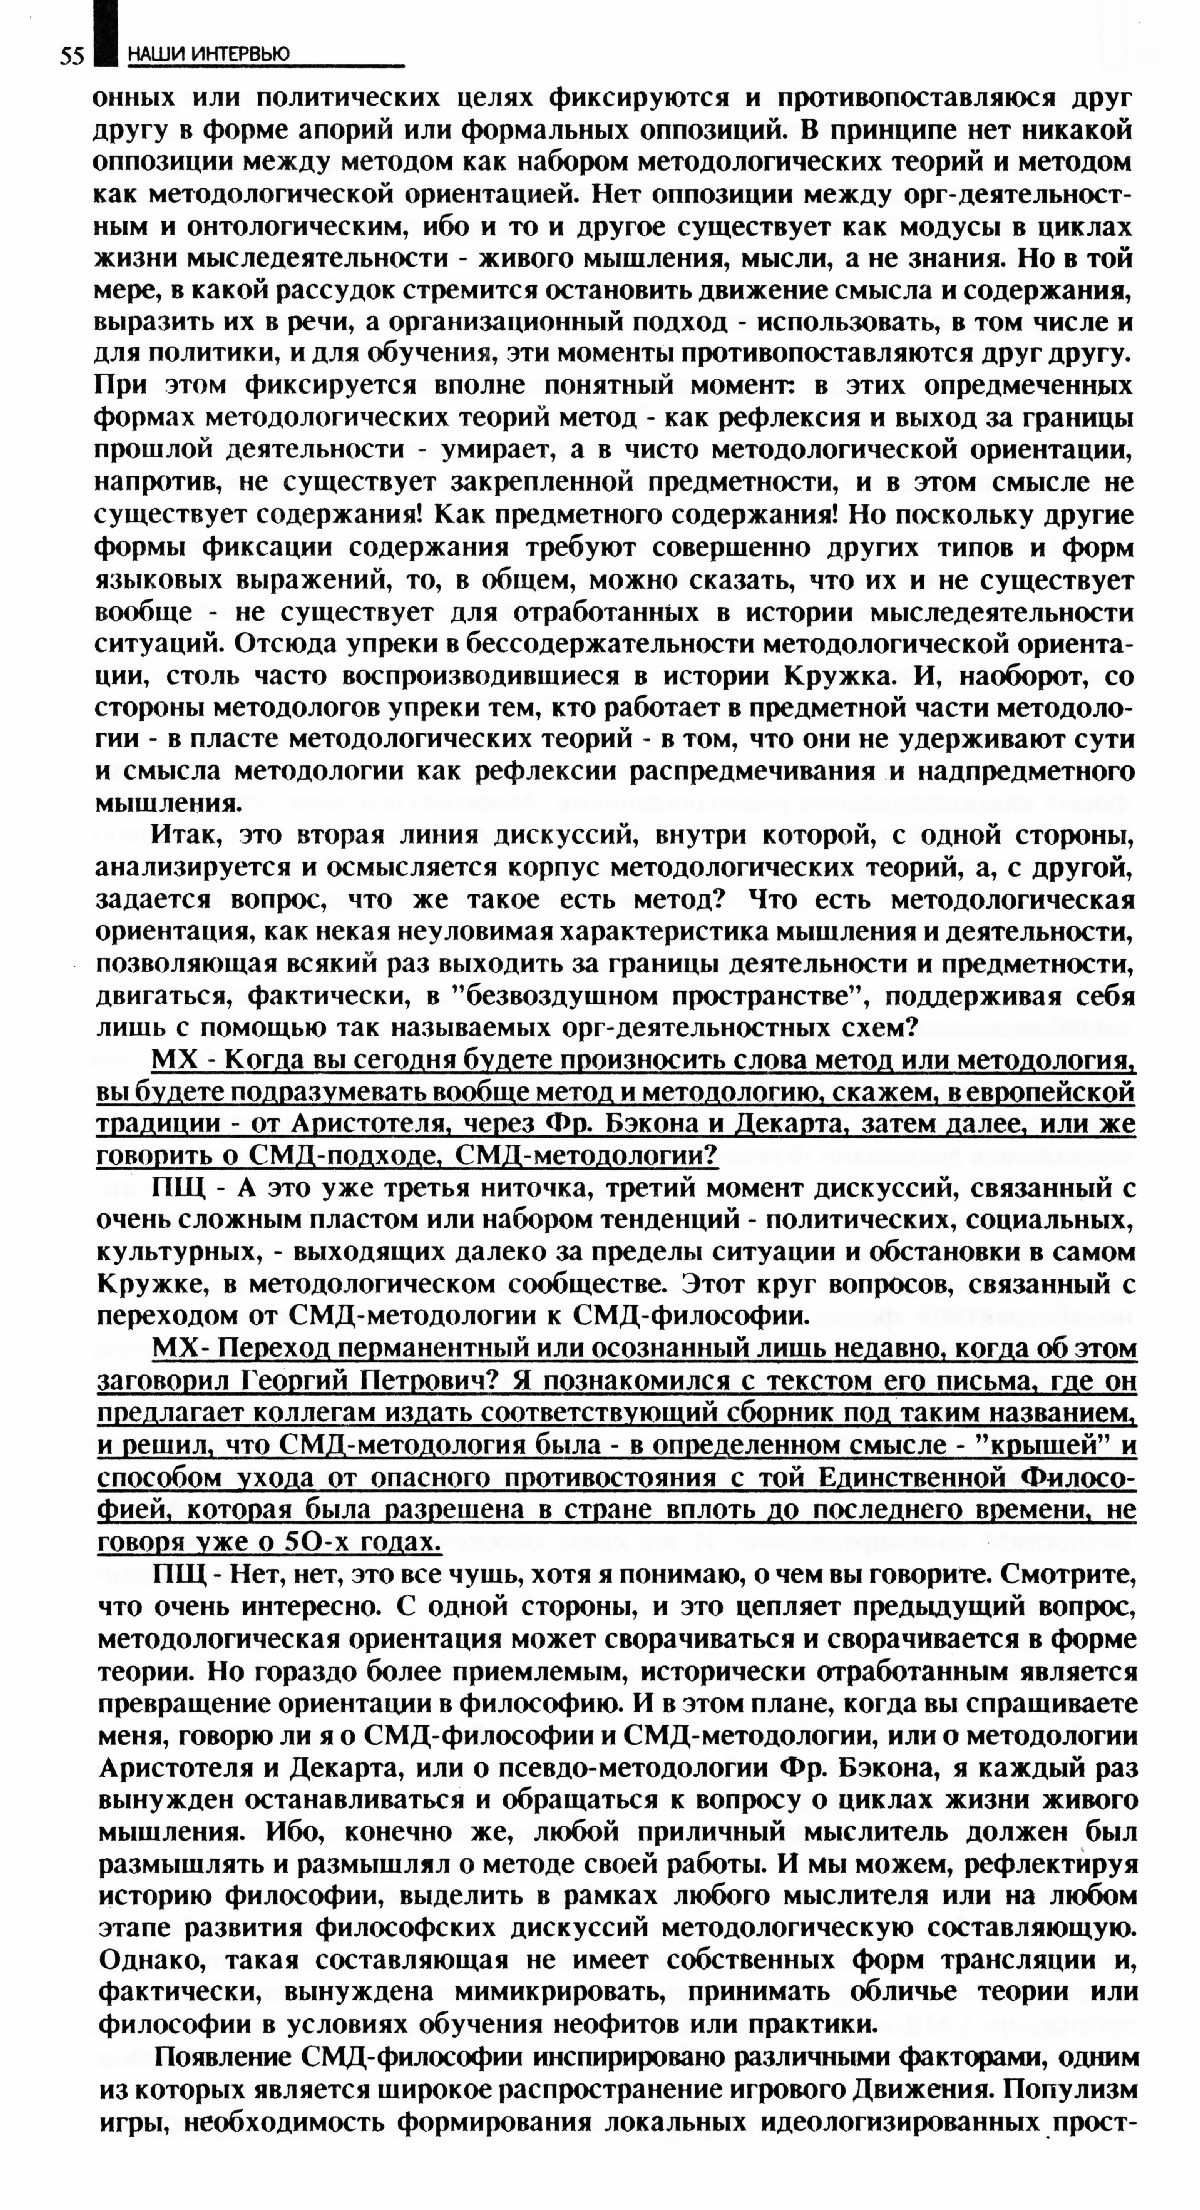 55 НАШИ ИНТЕРВЬЮ
онных или политических целях фиксируются и противопоставляюся друг
другу в форме апорий или формальных оппозиций. В принципе нет никакой
оппозиции между методом как набором методологических теорий и методом
как методологической ориентацией. Нет оппозиции между орг-деятельност-
ным и онтологическим, ибо и то и другое существует как модусы в циклах
жизни мыследеятельности - живого мышления, мысли, а не знания. Но в той
мере, в какой рассудок стремится остановить движение смысла и содержания,
выразить их в речи, а организационный подход - использовать, в том числе и
для политики, и для обучения, эти моменты противопоставляются друг другу.
При этом фиксируется вполне понятный момент: в этих опредмеченных
формах методологических теорий метод - как рефлексия и выход за границы
прошлой деятельности - умирает, а в чисто методологической ориентации,
напротив, не существует закрепленной предметности, и в этом смысле не
существует содержания! Как предметного содержания! Но поскольку другие
формы фиксации содержания требуют совершенно других типов и форм
языковых выражений, то, в общем, можно сказать, что их и не существует
вообще - не существует для отработанных в истории мыследеятельности
ситуаций. Отсюда упреки в бессодержательности методологической ориента-
ции, столь часто воспроизводившиеся в истории Кружка. И, наоборот, со
стороны методологов упреки тем, кто работает в предметной части методоло-
гии - в пласте методологических теорий - в том, что они не удерживают сути
и смысла методологии как рефлексии распредмечивания и надпредметного
мышления.
Итак, это вторая линия дискуссий, внутри которой, с одной стороны,
анализируется и осмысляется корпус методологических теорий, а, с другой,
задается вопрос, что же такое есть метод? Что есть методологическая
ориентация, как некая неуловимая характеристика мышления и деятельности,
позволяющая всякий раз выходить за границы деятельности и предметности,
двигаться, фактически, в ”безвоздушном пространстве”, поддерживая себя
лишь с помощью так называемых орг-деятельностных схем?
МХ - Когда вы сегодня будете произносить слова метод или методология,
вы будете подразумевать вообще метод и методологию, скажем, в европейской
традиции - от Аристотеля, через Фр. Бэкона и Декарта, затем далее, или же
говорить о СМД-подходе, СМД-методологии?
ПЩ - А это уже третья ниточка, третий момент дискуссий, связанный с
очень сложным пластом или набором тенденций - политических, социальных,
культурных, - выходящих далеко за пределы ситуации и обстановки в самом
Кружке, в методологическом сообществе. Этот круг вопросов, связанный с
переходом от СМД-методологии к СМД-философии.
МХ- Переход перманентный или осознанный лишь недавно, когда об этом
заговорил Георгий Петрович? Я познакомился с текстом его письма, где он
предлагает коллегам издать соответствующий сборник под таким названием,
и решил, что СМД-методология была - в определенном смысле - ”крышей” и
способом ухода от опасного противостояния с той Единственной Филосо-
фией, которая была разрешена в стране вплоть до последнего времени, не
говоря уже о 50-х годах.
ПЩ - Нет, нет, это все чушь, хотя я понимаю, о чем вы говорите. Смотрите,
что очень интересно. С одной стороны, и это цепляет предыдущий вопрос,
методологическая ориентация может сворачиваться и сворачивается в форме
теории. Но гораздо более приемлемым, исторически отработанным является
превращение ориентации в философию. И в этом плане, когда вы спрашиваете
меня, говорю ли я о СМД-философии и СМД-методологии, или о методологии
Аристотеля и Декарта, или о псевдо-методологии Фр. Бэкона, я каждый раз
вынужден останавливаться и обращаться к вопросу о циклах жизни живого
мышления. Ибо, конечно же, любой приличный мыслитель должен был
размышлять и размышлял о методе своей работы. И мы можем, рефлектируя
историю философии, выделить в рамках любого мыслителя или на любом
этапе развития философских дискуссий методологическую составляющую.
Однако, такая составляющая не имеет собственных форм трансляции и,
фактически, вынуждена мимикрировать, принимать обличье теории или
философии в условиях обучения неофитов или практики.
Появление СМД-философии инспирировано различными факторами, одним
из которых является широкое распространение игрового Движения. Популизм
игры, необходимость формирования локальных идеологизированных прост-